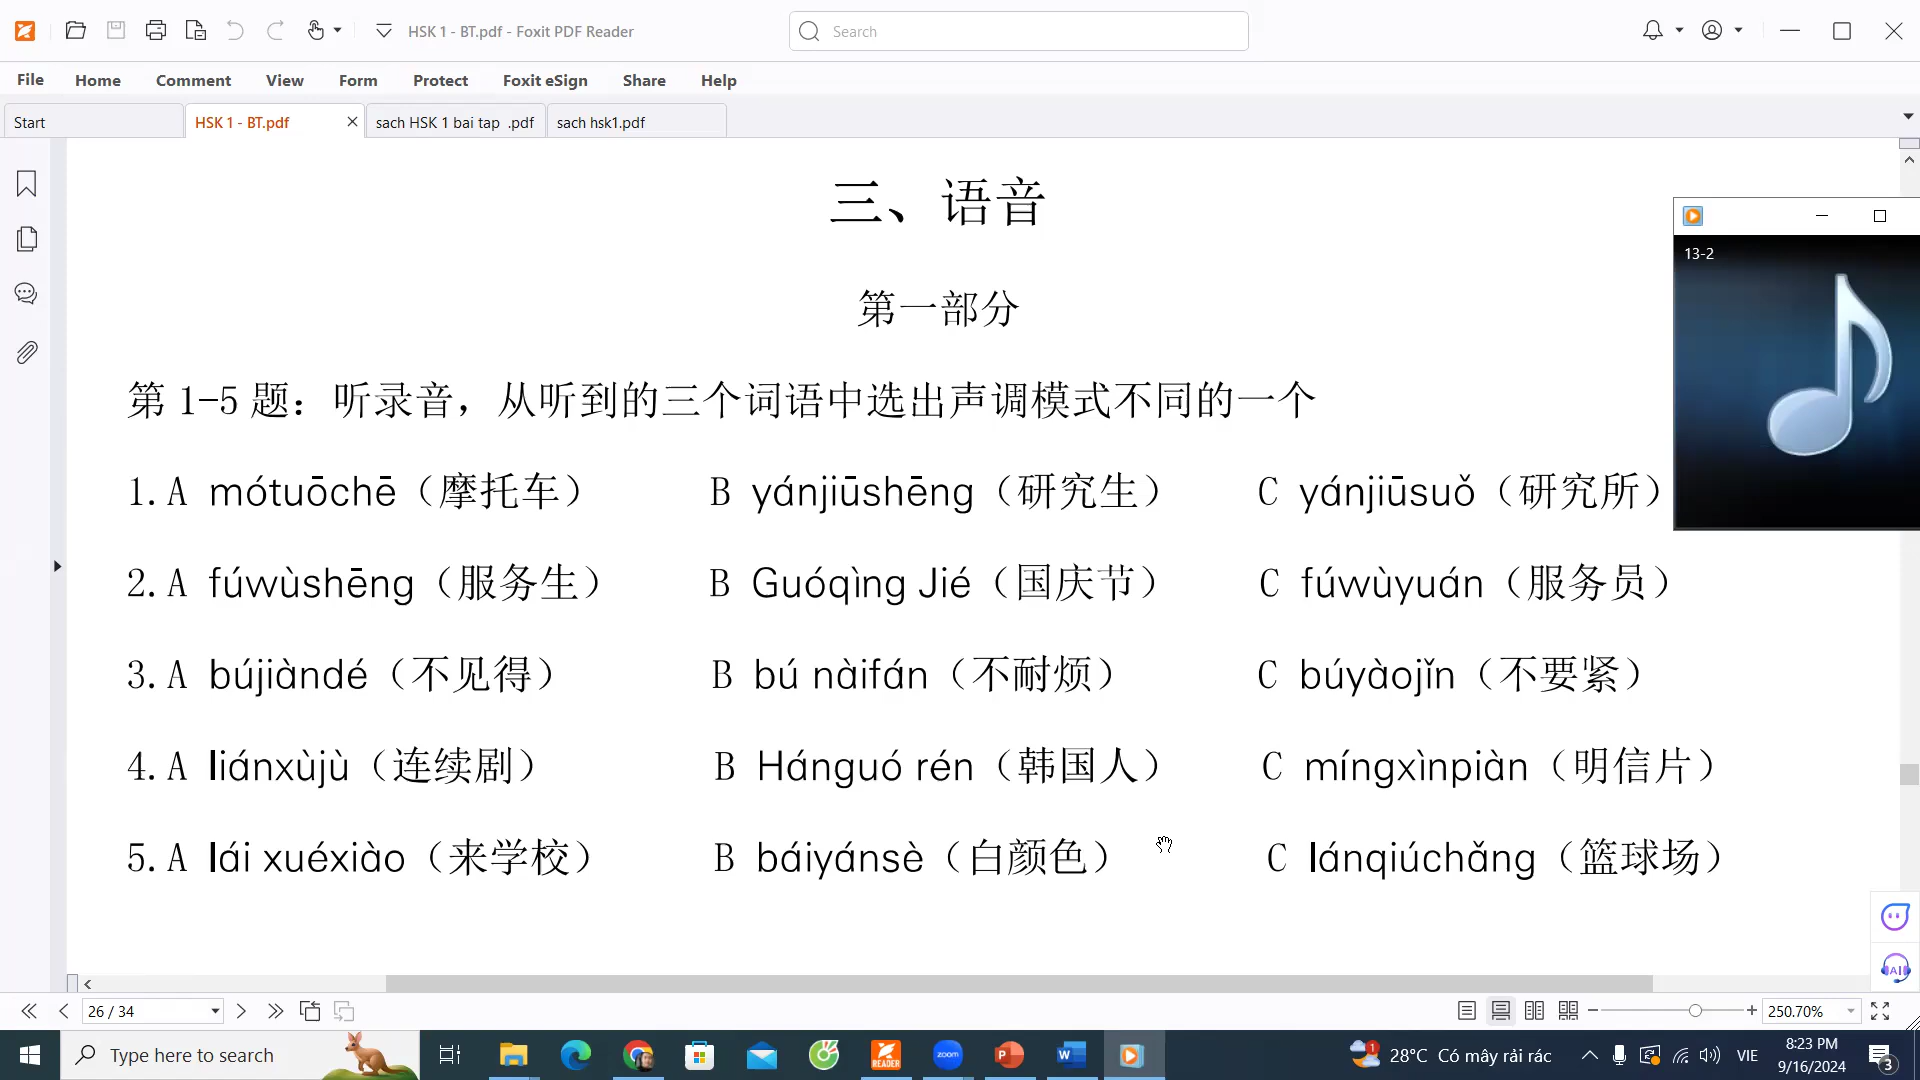 HSK 1 - BT.pdf - Foxit PDF Reader
Search
File Home Comment View Form Protect Foxit eSign Share Help
Start HSK 1 - BT.pdf sach HSK 1 bai tap .pdf sach hsk1.pdf
三、语音
13-2
第一部分
第 1-5 题：听录音，从听到的三个词语中选出声调模式不同的一个
1. A mótuōchē（摩托车） B yánjiūshēng（研究生） C yánjiūsuǒ（研究所）
2. A fúwùshēng（服务生） B Guóqìng Jié（国庆节） C fúwùyuán（服务员）
3. A bújiàndé（不见得） B bú nàifán（不耐烦） C búyàojǐn（不要紧）
4. A liánxùjù（连续剧） B Hánguó rén（韩国人） C míngxìnpiàn（明信片）
5. A lái xuéxiào（来学校） B báiyánsè（白颜色） C lánqiúchǎng（篮球场）
AI
26 / 34 250.70%
Type here to search READER zoom 1 28°C Có mây rải rác VIE 8:23 PM
9/16/2024 3